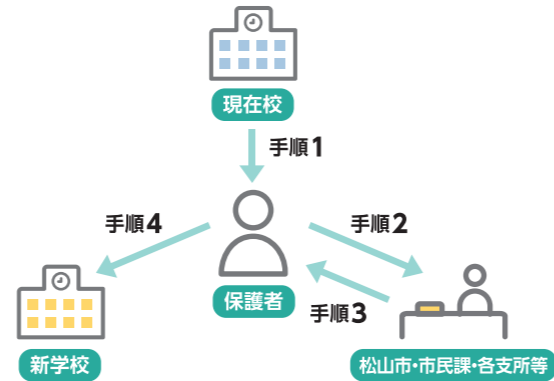 現在校
手順1
手順4
手順2
保護者
手順3
新学校
松山市・市民課・各支所等